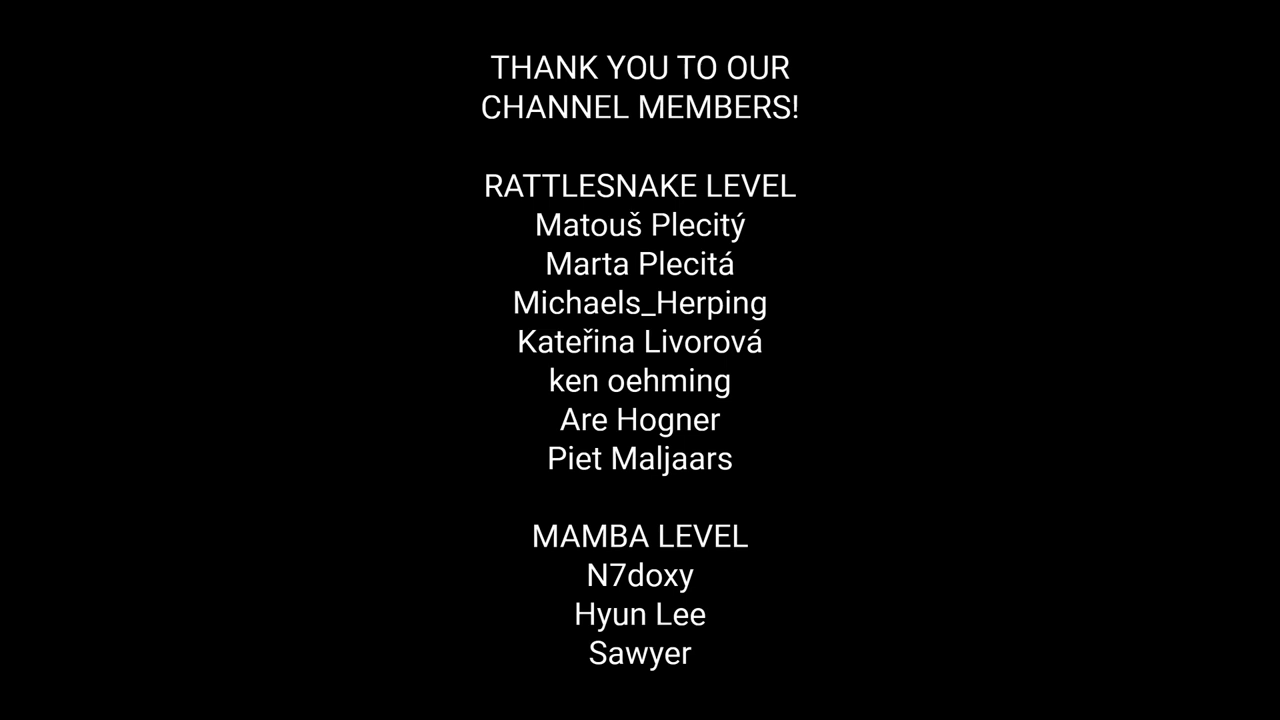 THANK YOU TO OUR
CHANNEL MEMBERS!
RATTLESNAKE LEVEL
Matouš Plecitý
Marta Plecitá
Michaels_Herping
Kateřina Livorová
ken oehming
Are Hogner
Piet Maljaars
MAMBA LEVEL
N7doxy
Hyun Lee
Sawyer